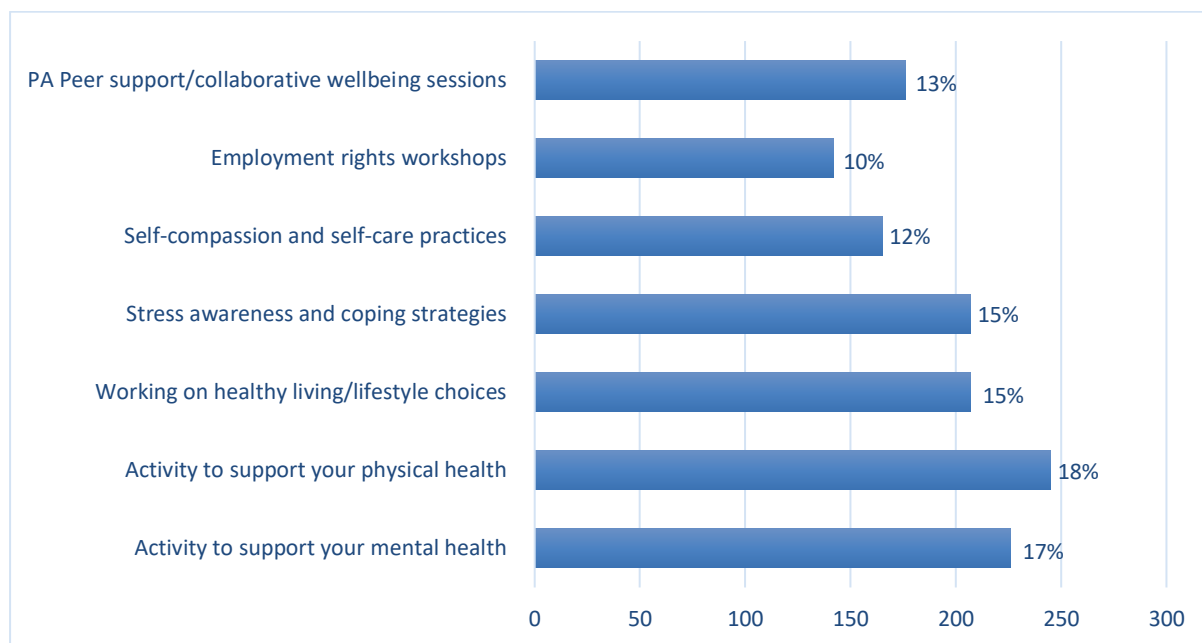 PA Peer support/collaborative wellbeing sessions 13%
Employment rights workshops 10%
Self-compassion and self-care practices 12%
Stress awareness and coping strategies 15%
Working on healthy living/lifestyle choices 15%
Activity to support your physical health 18%
Activity to support your mental health 17%
0 50 100 150 200 250 300